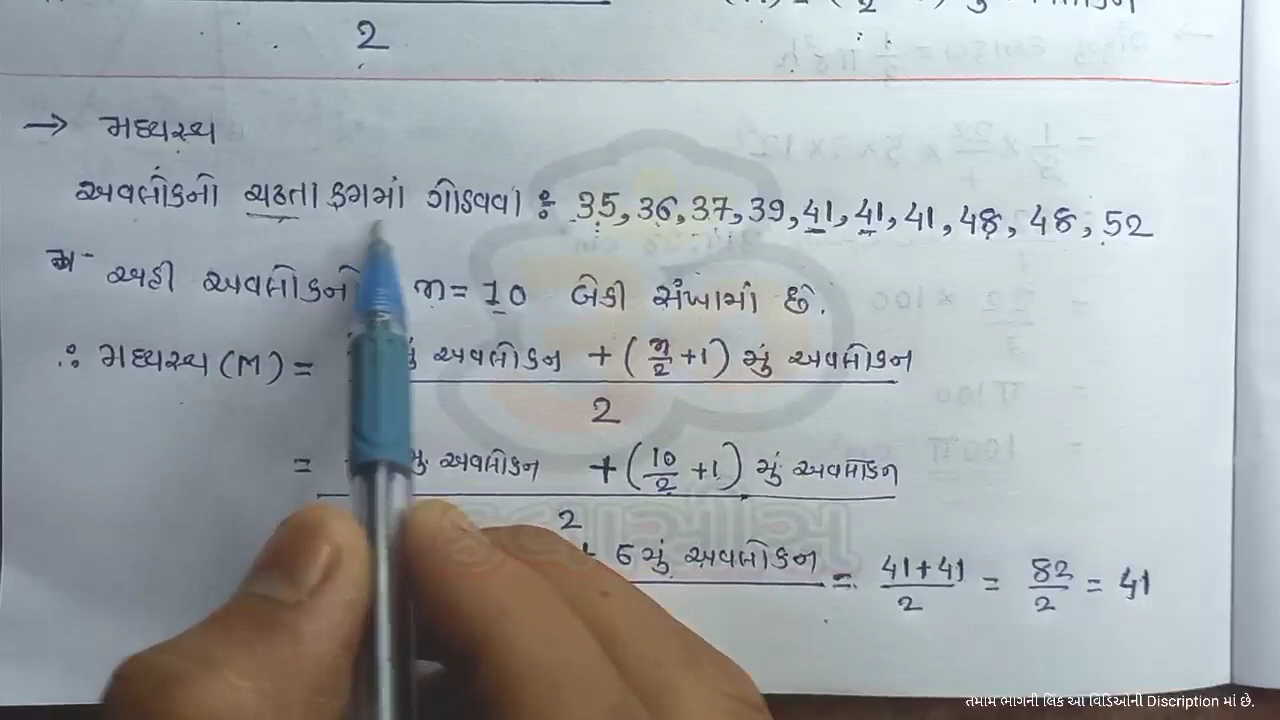 2
→ મધ્યસ્થ
અવલોકનો ચઢતા ક્રમમાં ગોઠવવા : 35, 36, 37, 39, 41, 41, 41, 48, 48, 52
અહી અવલોકનો n = 10 બેકી સંખ્યામાં છે.
∴ મધ્યસ્થ (M) = મું અવલોકન + (n/2 + 1) મું અવલોકન
2
= મું અવલોકન + (10/2 + 1) મું અવલોકન
2
6 મું અવલોકન = 41+41/2 = 82/2 = 41
તમામ ભાગની લિંક આ વિડિઓની Discription માં છે.